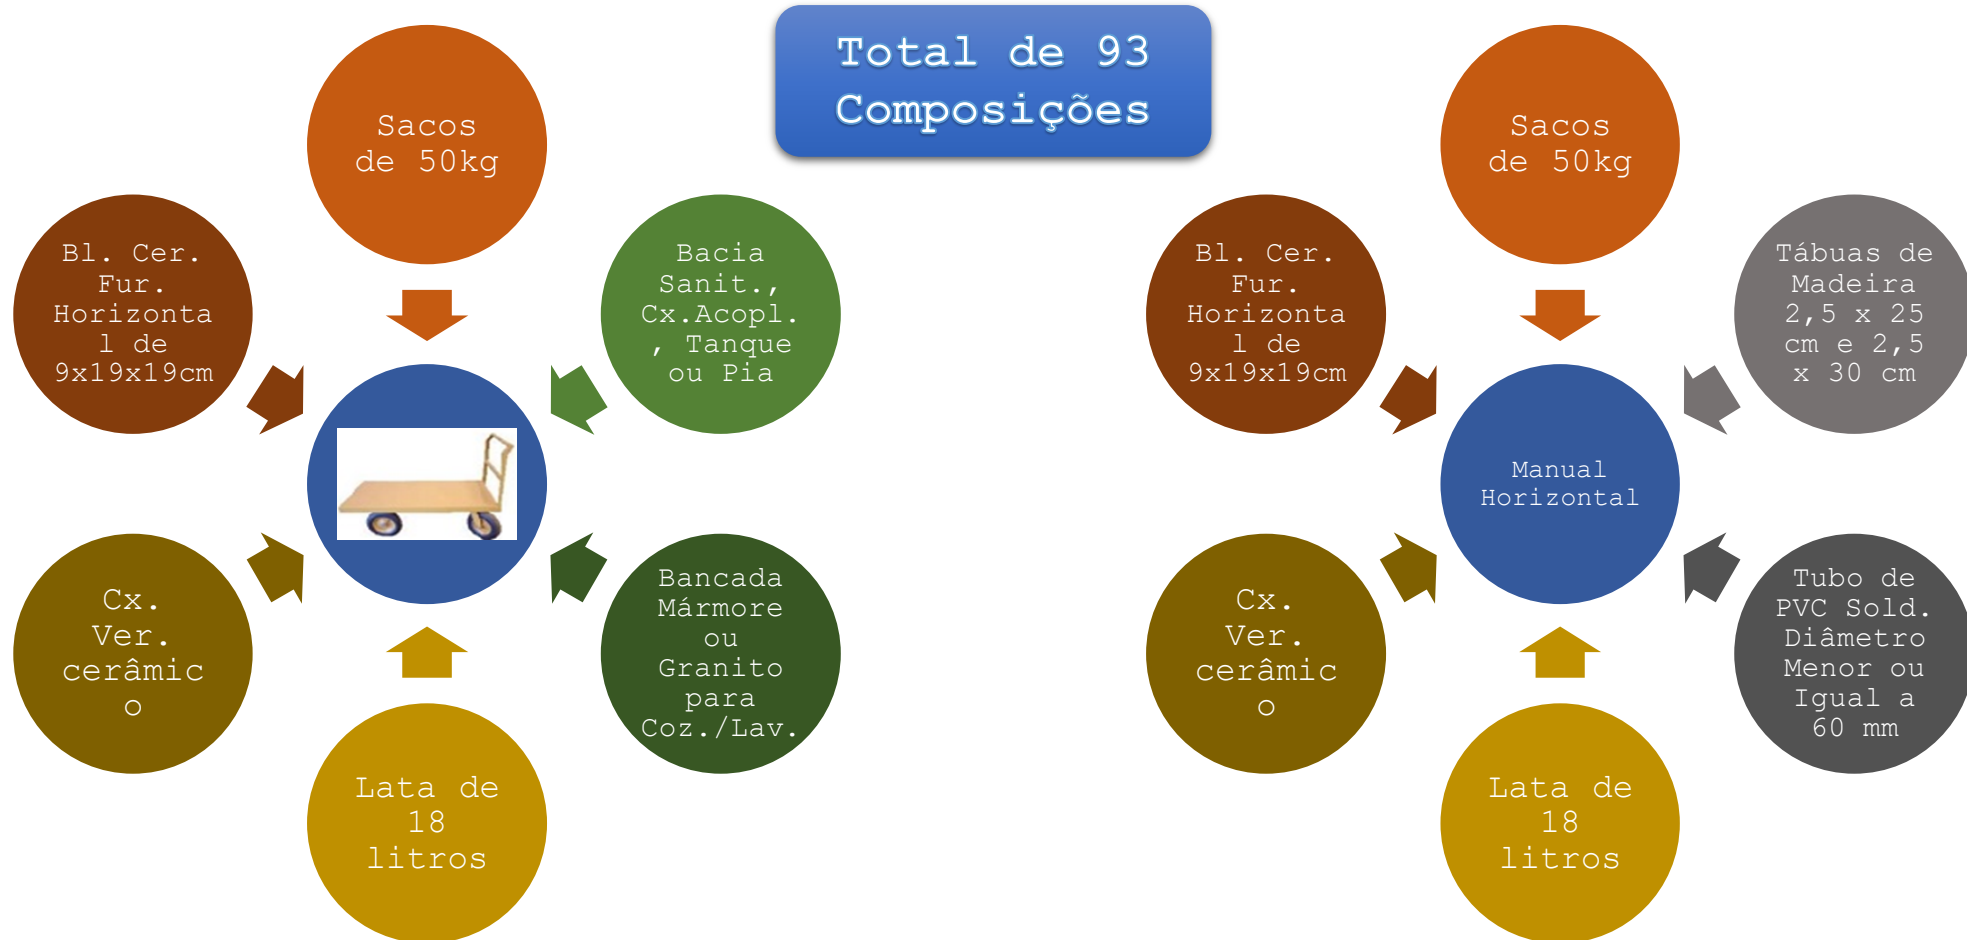 Total de 93
Composições
Sacos
de 50kg
Bl. Cer.
Fur.
Horizonta
l de
9x19x19cm
Bacia
Sanit.,
Cx.Acopl.
, Tanque
ou Pia
Cx.
Ver.
cerâmic
o
Bancada
Mármore
ou
Granito
para
Coz./Lav.
Lata de
18
litros
Sacos
de 50kg
Bl. Cer.
Fur.
Horizonta
l de
9x19x19cm
Tábuas de
Madeira
2,5 x 25
cm e 2,5
x 30 cm
Manual
Horizontal
Cx.
Ver.
cerâmic
o
Tubo de
PVC Sold.
Diâmetro
Menor ou
Igual a
60 mm
Lata de
18
litros